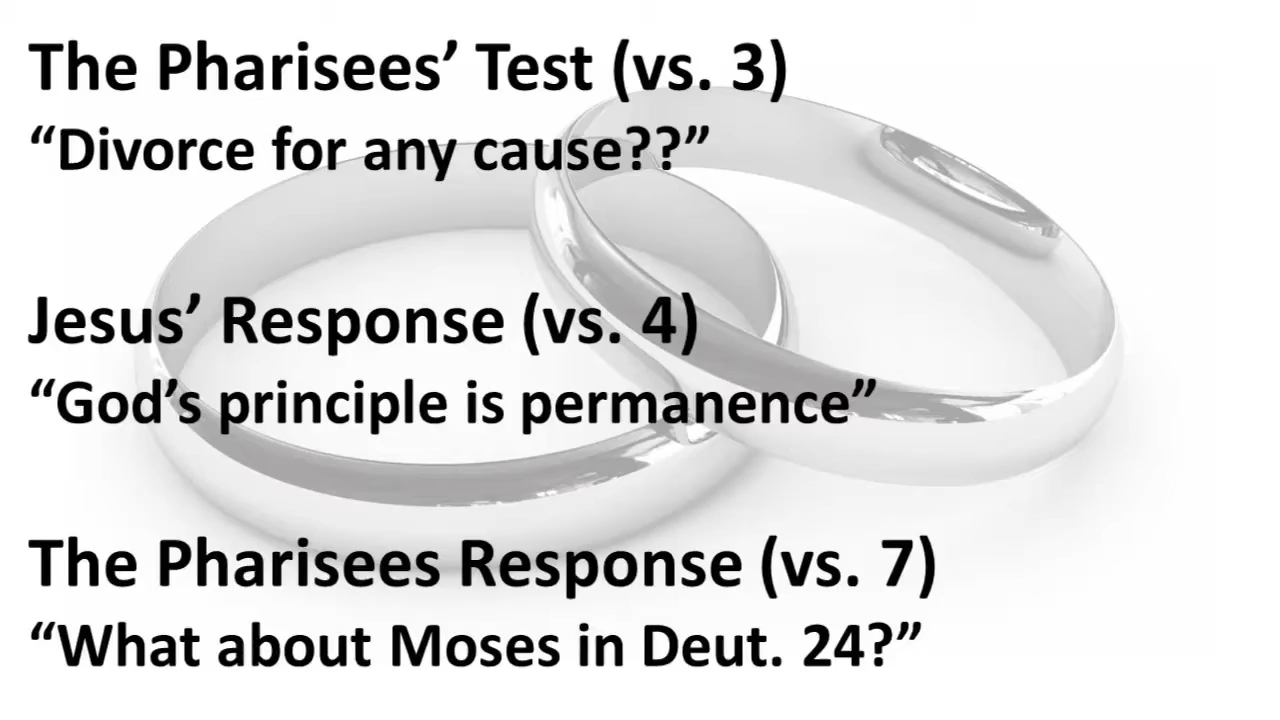 The Pharisees’ Test (vs. 3)
“Divorce for any cause??”
Jesus’ Response (vs. 4)
“God’s principle is permanence”
The Pharisees Response (vs. 7)
“What about Moses in Deut. 24?”